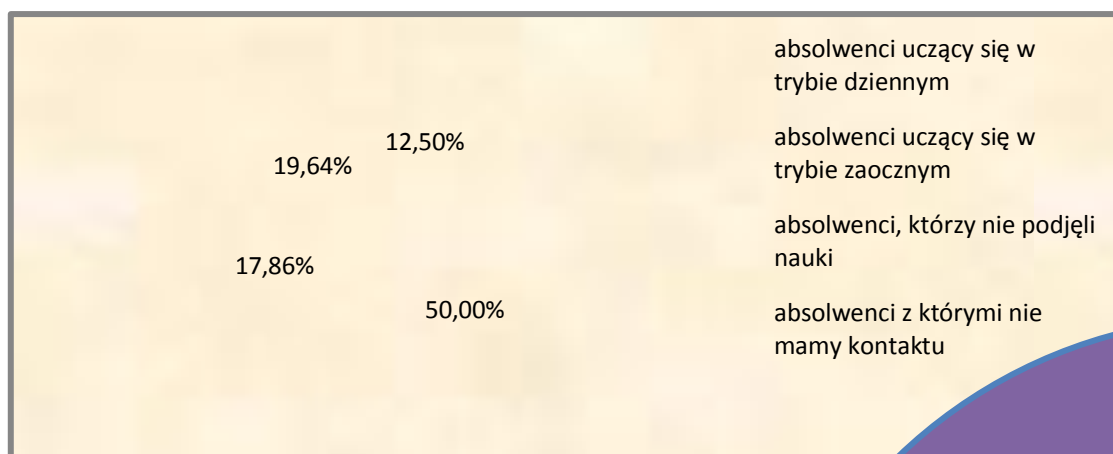 12,50%
19,64%
17,86%
50,00%
absolwenci uczący się w
trybie dziennym
absolwenci uczący się w
trybie zaocznym
absolwenci, którzy nie podjęli
nauki
absolwenci z którymi nie
mamy kontaktu